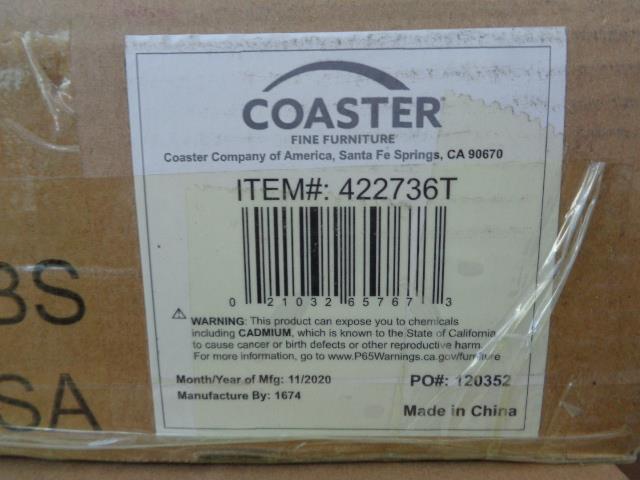 COASTER
FINE FURNITURE
Coaster Company of America, Santa Fe Springs, CA 90670
ITEM#: 422736T
0 21032 65767 3
WARNING: This product can expose you to chemicals
including CADMIUM, which is known to the State of California
to cause cancer or birth defects or other reproductive harm.
For more information, go to www.P65Warnings.ca.gov/furniture
Month/Year of Mfg: 11/2020 PO#: 120352
Manufacture By: 1674
Made in China
BS
SA